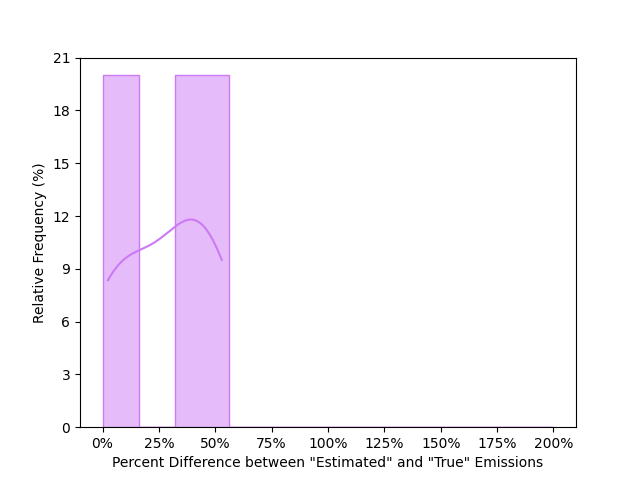 21
18
15
12
9
6
3
0
Relative Frequency (%)
0% 25% 50% 75% 100% 125% 150% 175% 200%
Percent Difference between "Estimated" and "True" Emissions